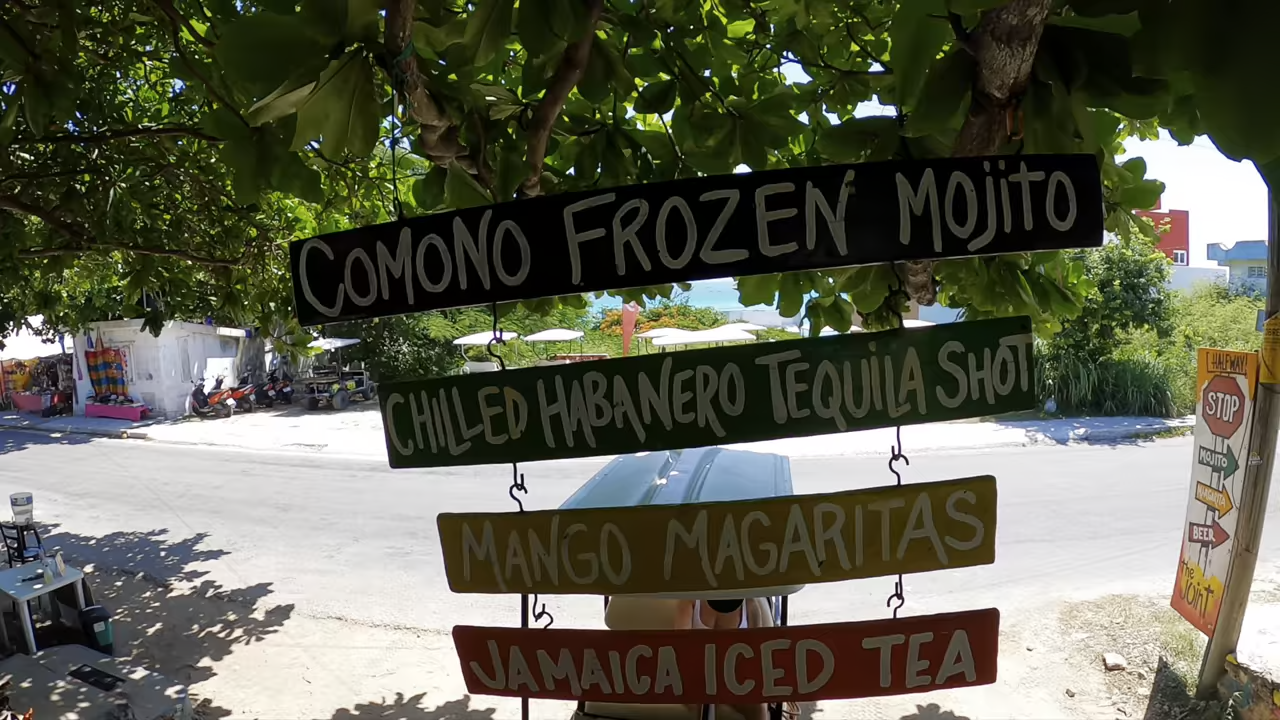 COMONO FROZEN MOJITO
CHILLED HABANERO TEQUILA SHOT
MANGO MAGARITAS
JAMAICA ICED TEA
HALFWAY!
STOP
MOJITO
MARGARITA
BEER
the Joint